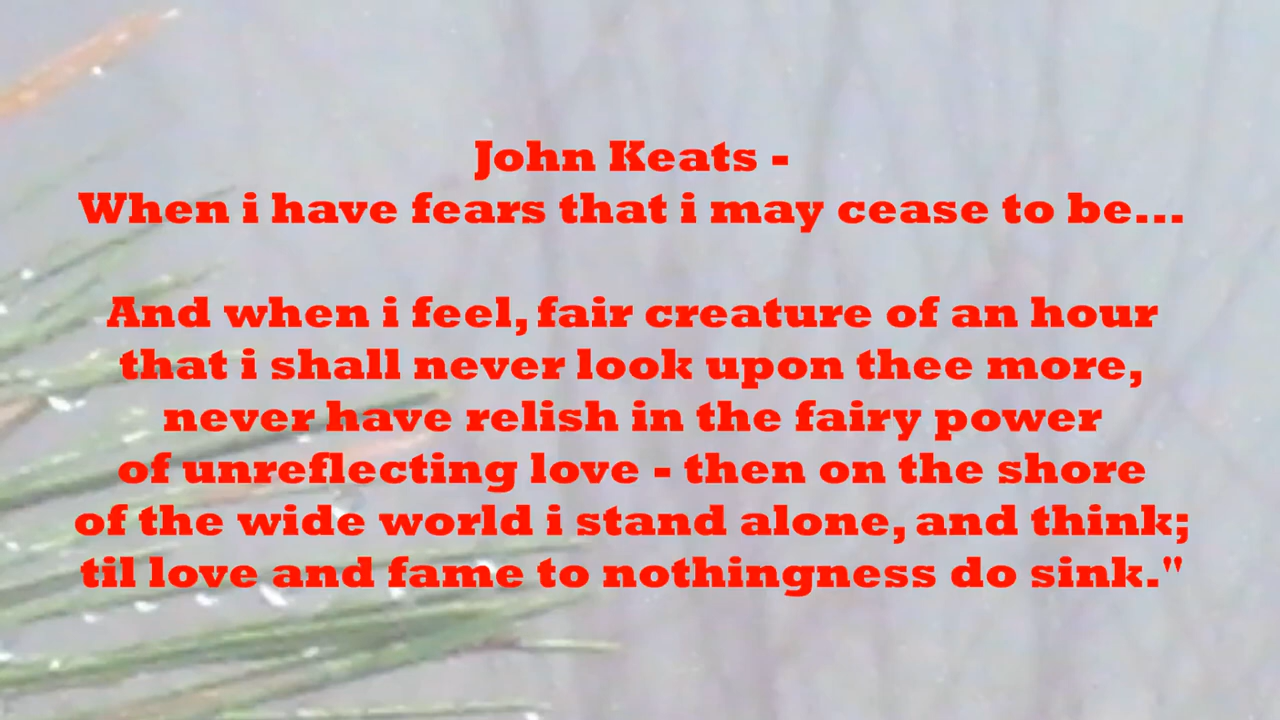 John Keats -
When i have fears that i may cease to be...
And when i feel, fair creature of an hour
that i shall never look upon thee more,
never have relish in the fairy power
of unreflecting love - then on the shore
of the wide world i stand alone, and think;
til love and fame to nothingness do sink."